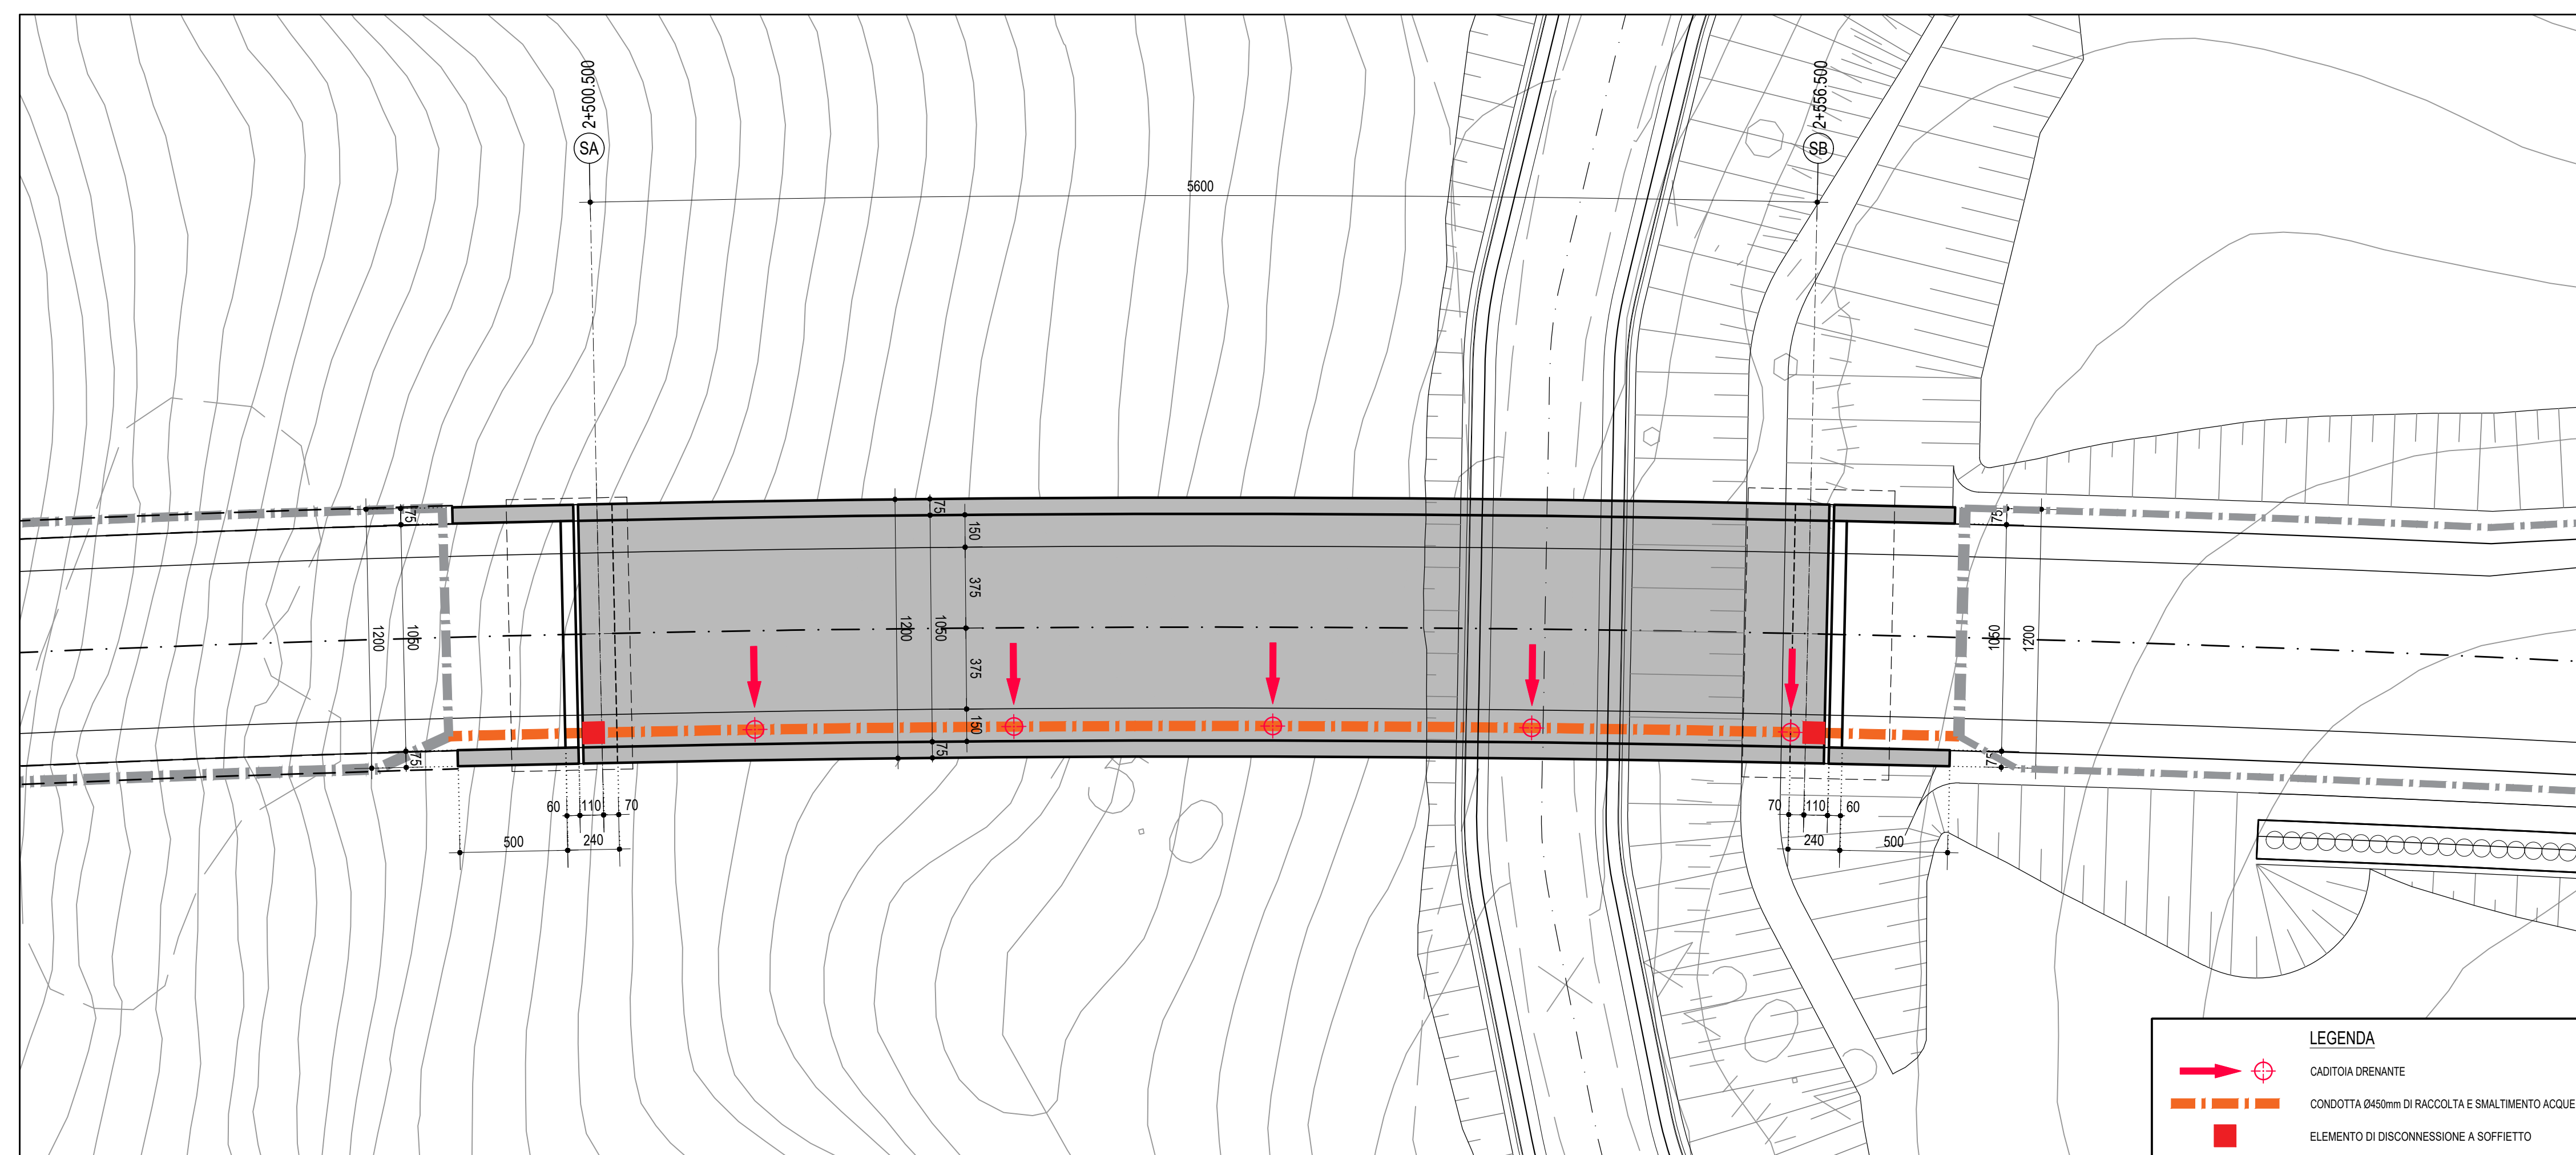 2+500.500
SA
2+556.500
SB
5600
75
150
375
375
150
75
1200
1050
75
1200
1050
75
75
1050
1200
75
60 110 70
500 240
70 110 60
240 500
LEGENDA
CADITOIA DRENANTE
CONDOTTA Ø450mm DI RACCOLTA E SMALTIMENTO ACQUE
ELEMENTO DI DISCONNESSIONE A SOFFIETTO